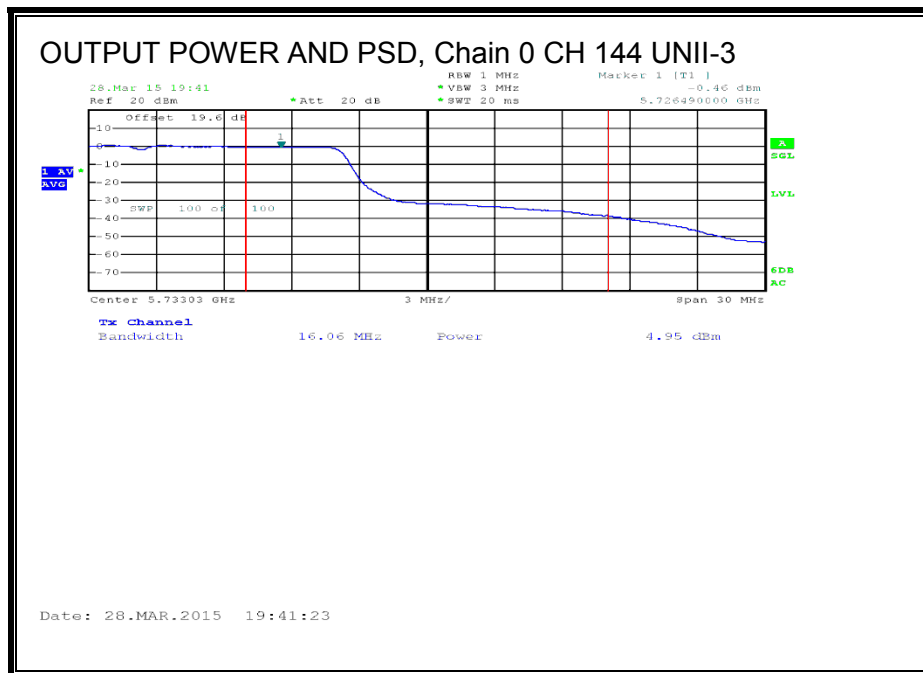 OUTPUT POWER AND PSD, Chain 0 CH 144 UNII-3
RBW 1 MHz Marker 1 [T1 ]
28.Mar 15 19:41 * VBW 3 MHz -0.46 dBm
Ref 20 dBm * Att 20 dB * SWT 20 ms 5.726490000 GHz
Offset 19.6 dB
10
1
A
0
SGL
-10
1 AV *
AVG
-20
LVL
-30
SWP 100 of 100
-40
-50
-60
6DB
-70
AC
Center 5.73303 GHz 3 MHz/ Span 30 MHz
Tx Channel
Bandwidth 16.06 MHz Power 4.95 dBm
Date: 28.MAR.2015 19:41:23